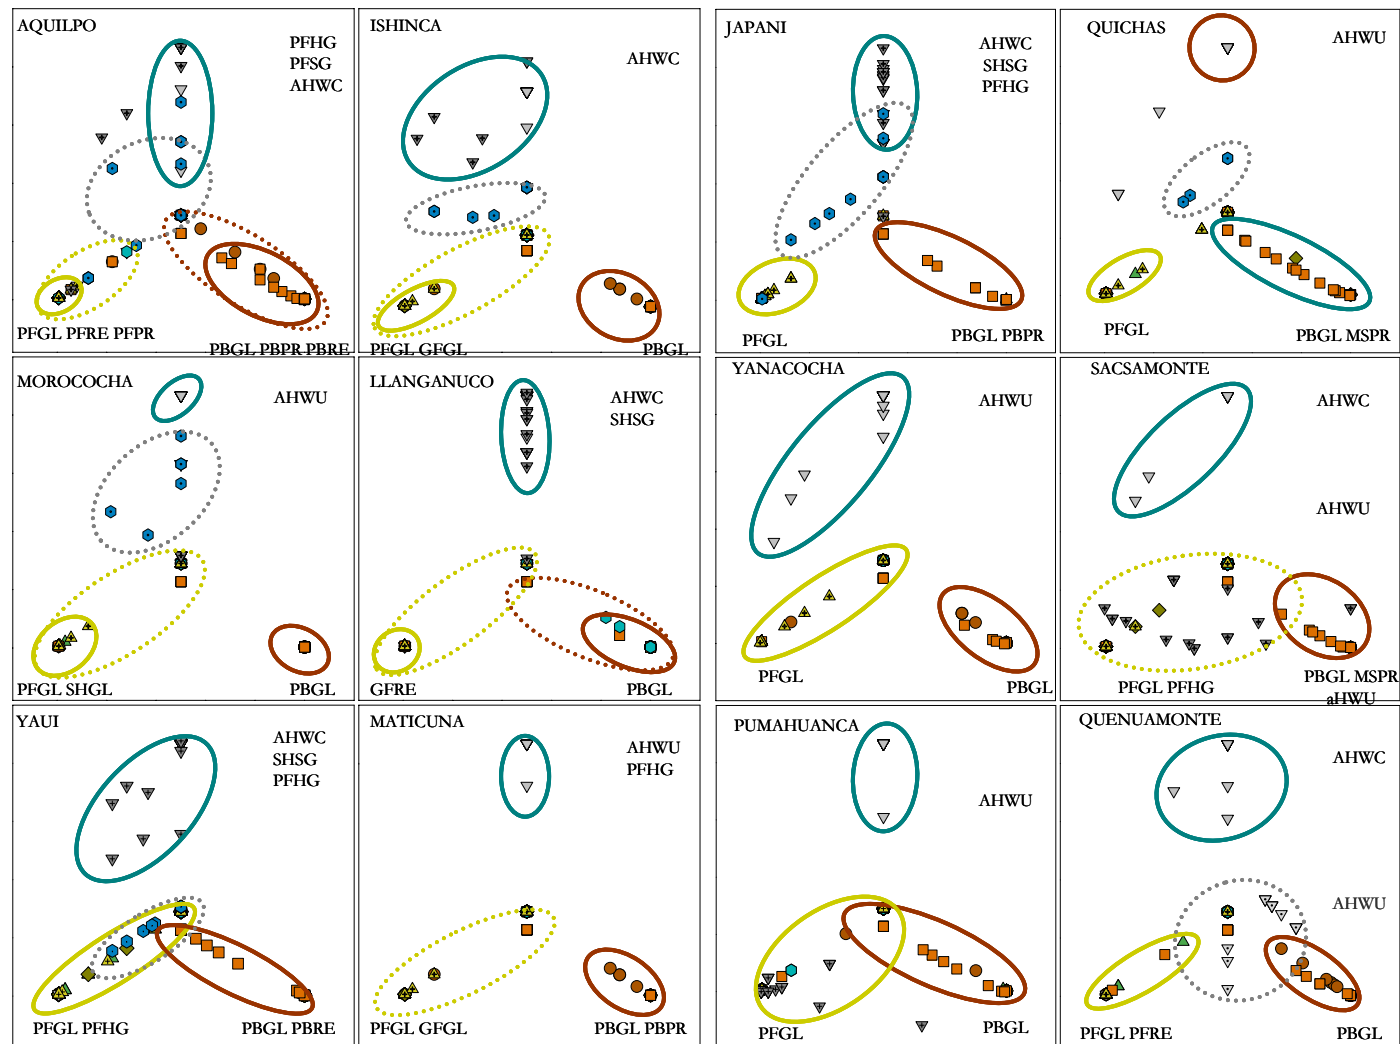 AQUILPO
PFHG
PFSG
AHWC
PFGL PFRE PFPR
PBGL PBPR PBRE
ISHINCA
AHWC
PFGL GFGL
PBGL
JAPANI
AHWC
SHSG
PFHG
PFGL
PBGL PBPR
QUICHAS
AHWU
PFGL
PBGL MSPR
MOROCOCHA
AHWU
PFGL SHGL
PBGL
LLANGANUCO
AHWC
SHSG
GFRE
PBGL
YANACOCHA
AHWU
PFGL
PBGL
SACSAMONTE
AHWC
AHWU
PFGL PFHG
PBGL MSPR
aHWU
YAUI
AHWC
SHSG
PFHG
PFGL PFHG
PBGL PBRE
MATICUNA
AHWU
PFHG
PFGL GFGL
PBGL PBPR
PUMAHUANCA
AHWU
PFGL
PBGL
QUENUAMONTE
AHWC
AHWU
PFGL PFRE
PBGL